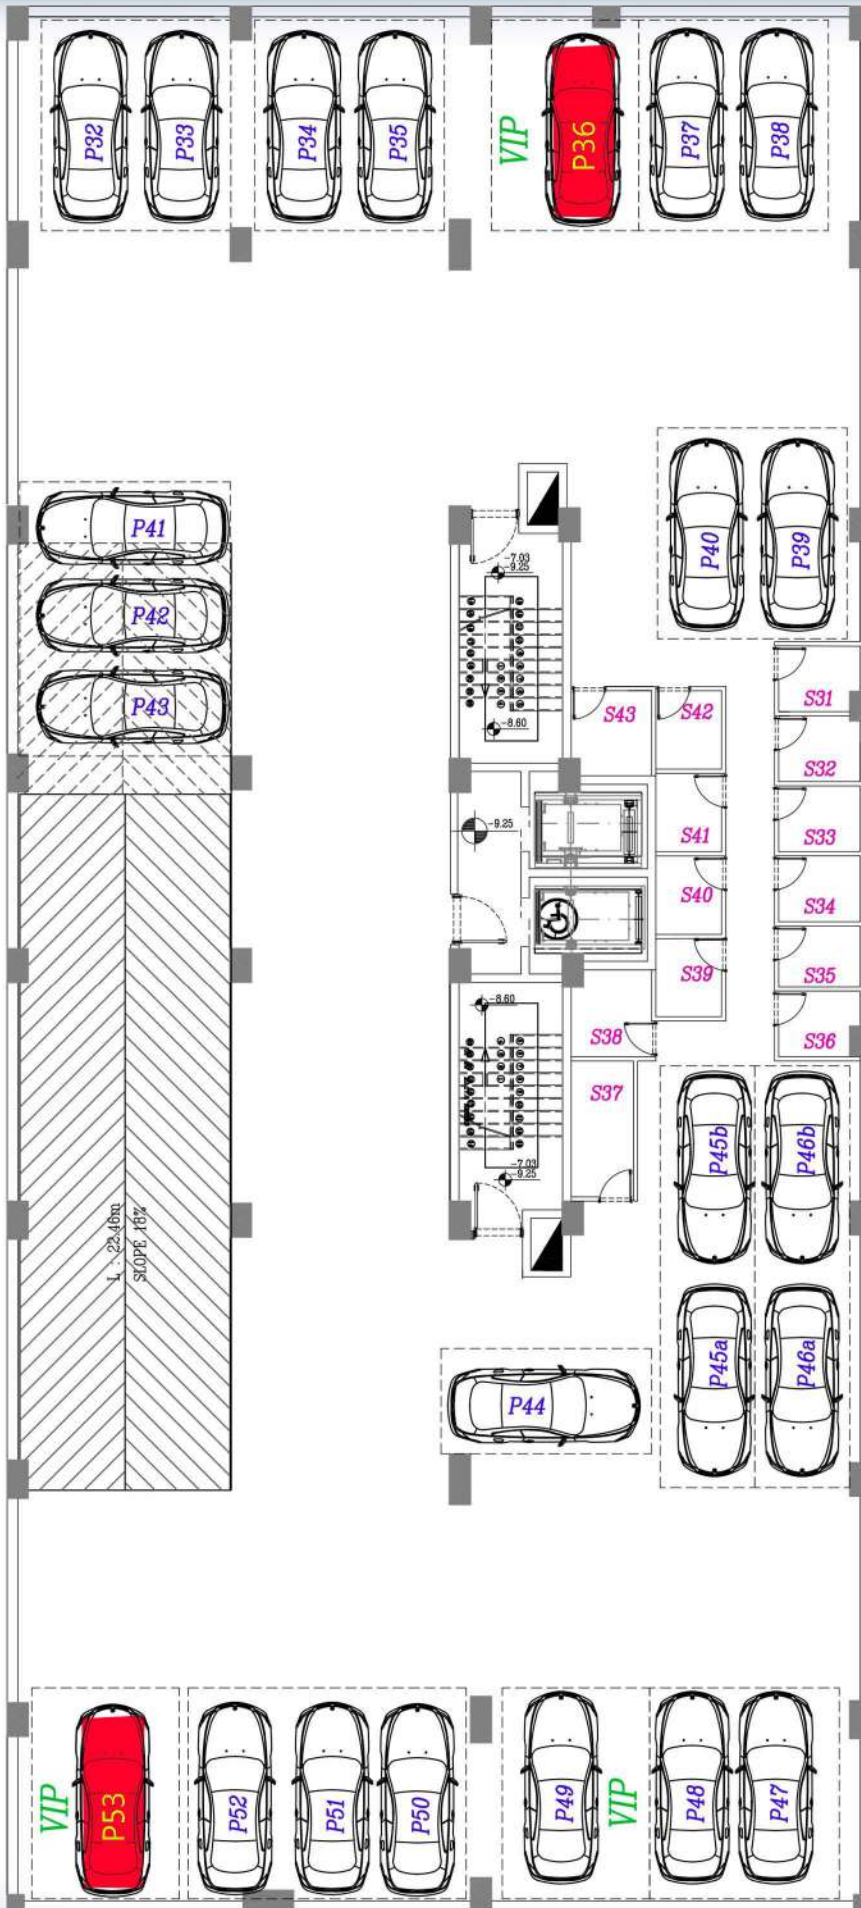 P32
P33
P34
P35
VIP
P36
P37
P38
P41
P42
P43
P40
P39
-7.03
-9.25
-8.60
S43
S42
S31
S32
-9.25
S41
S33
S40
S34
S39
S35
-8.60
S38
S36
S37
-7.03
-9.25
P45b
P46b
L : 22.46m
SLOPE 18%
P44
P45a
P46a
VIP
P53
P52
P51
P50
P49
VIP
P48
P47